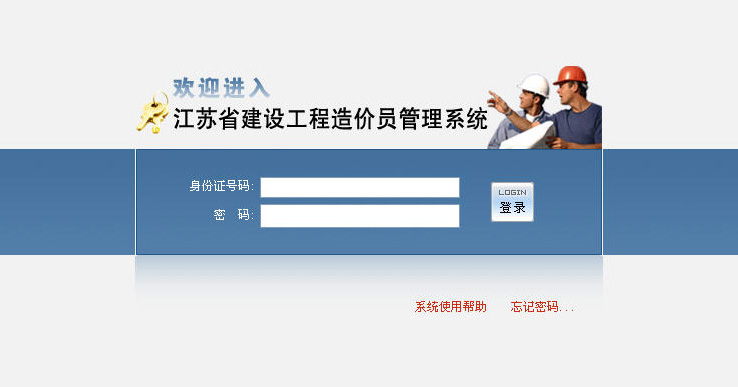 欢迎进入
江苏省建设工程造价员管理系统
身份证号码:
密 码:
LOGIN
登录
系统使用帮助 忘记密码...